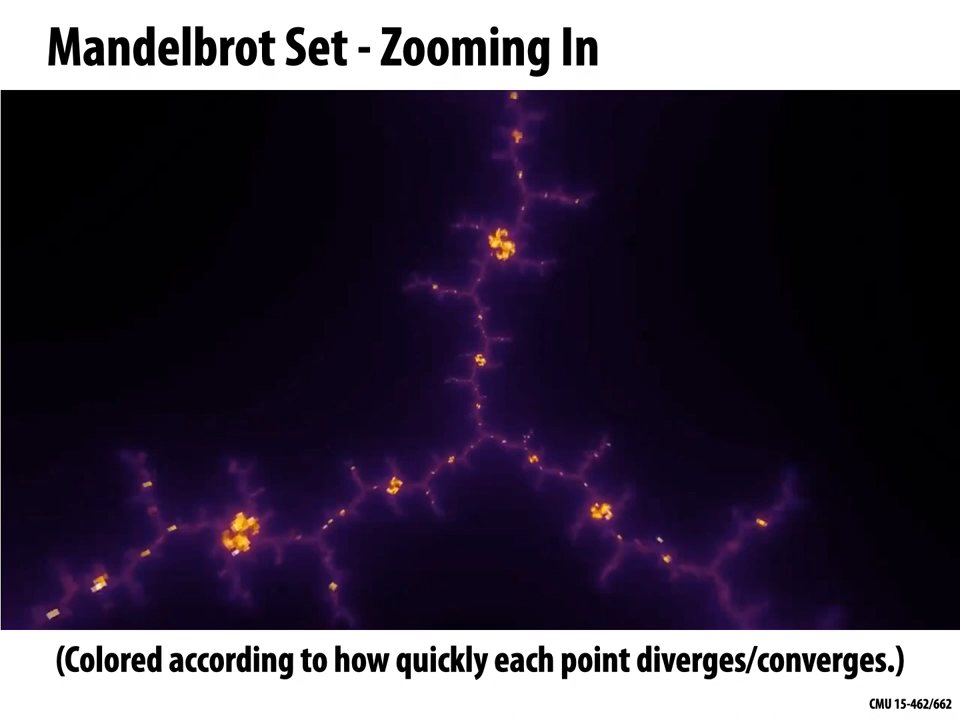 Mandelbrot Set - Zooming In
(Colored according to how quickly each point diverges/converges.)
CMU 15-462/662